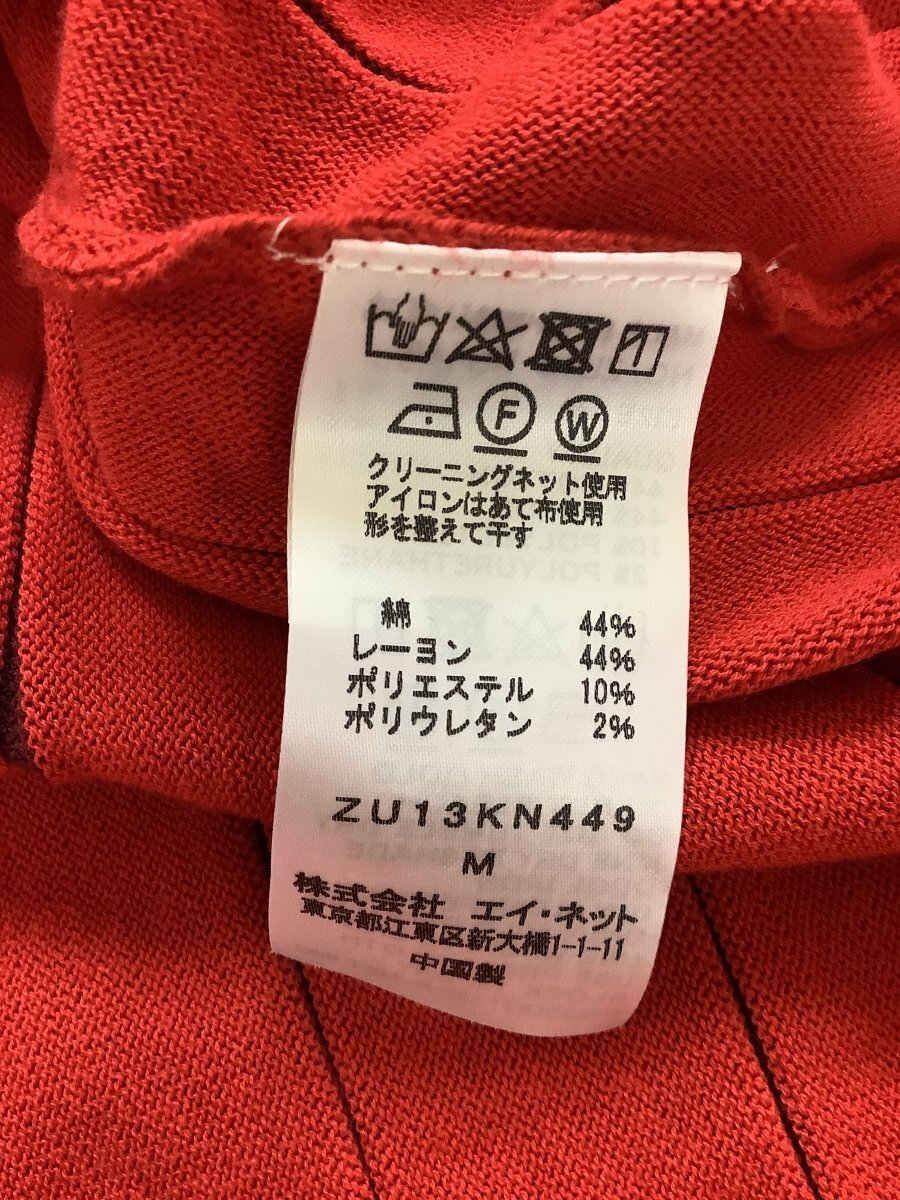 F W
クリーニングネット使用
アイロンはあて布使用
形を整えて干す
綿 44%
レーヨン 44%
ポリエステル 10%
ポリウレタン 2%
ZU13KN449
M
株式会社 エイ・ネット
東京都江東区新大橋1-1-11
中国製